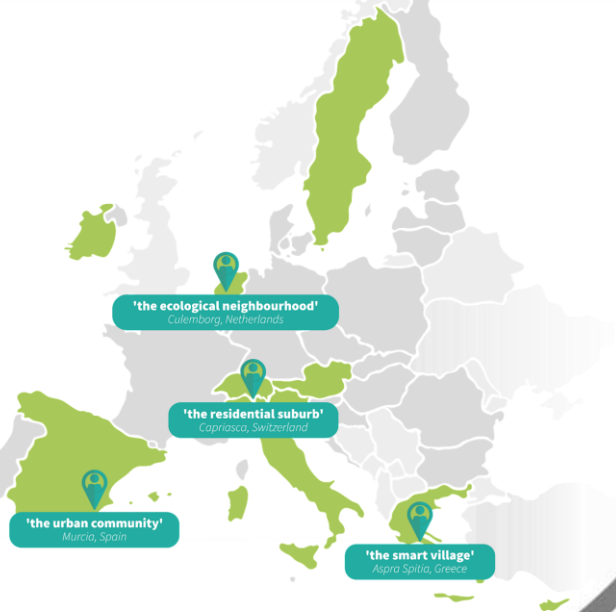 'the ecological neighbourhood'
Culemborg, Netherlands
'the residential suburb'
Capriasca, Switzerland
'the urban community'
Murcia, Spain
'the smart village'
Aspra Spitia, Greece